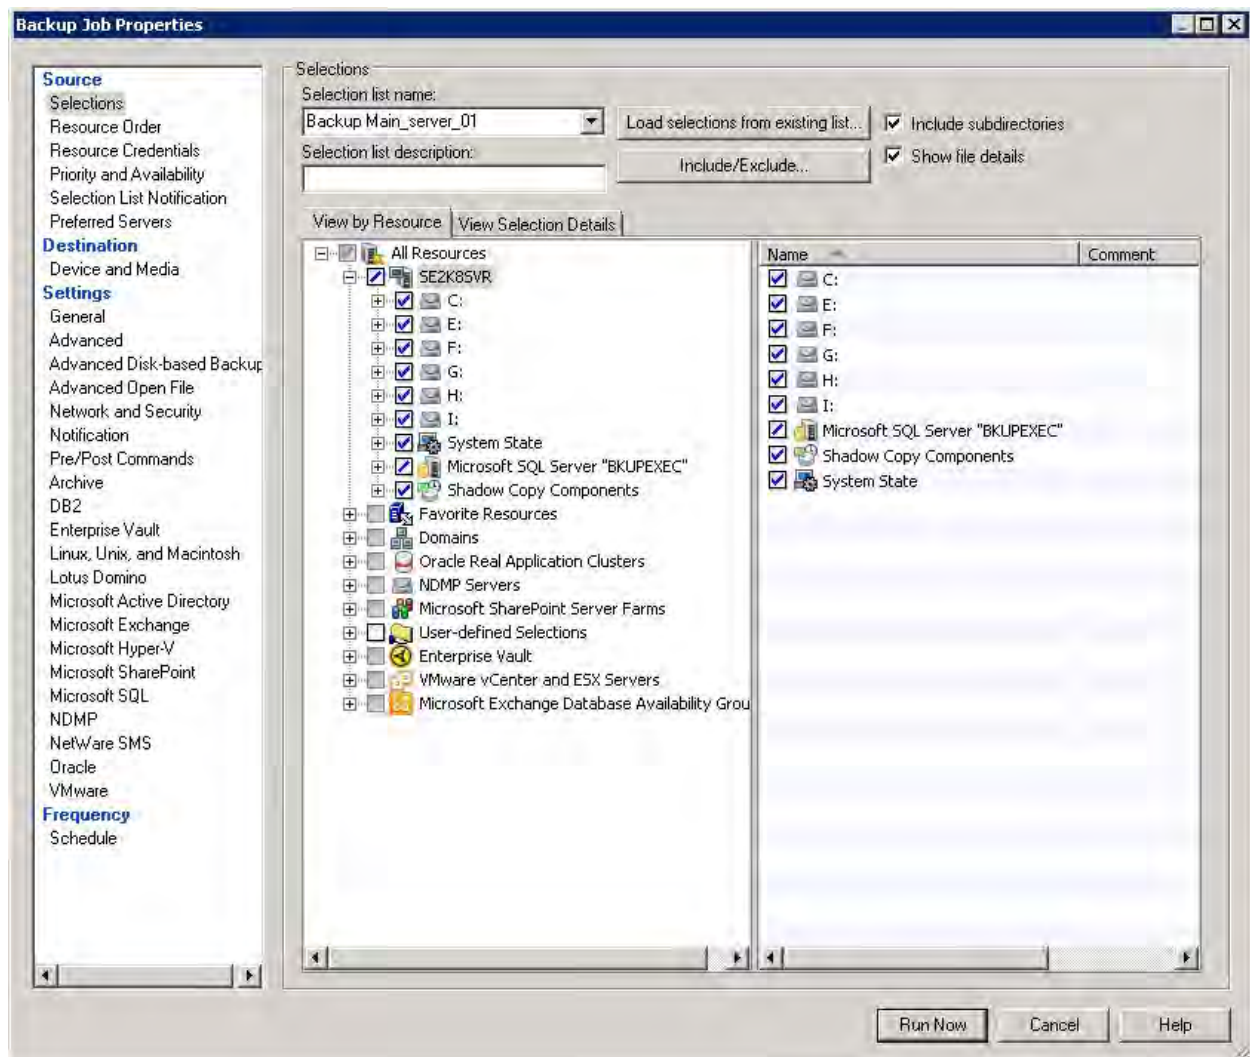 Backup Job Properties
Source
Selections
Resource Order
Resource Credentials
Priority and Availability
Selection List Notification
Preferred Servers
Destination
Device and Media
Settings
General
Advanced
Advanced Disk-based Backup
Advanced Open File
Network and Security
Notification
Pre/Post Commands
Archive
DB2
Enterprise Vault
Linux, Unix, and Macintosh
Lotus Domino
Microsoft Active Directory
Microsoft Exchange
Microsoft Hyper-V
Microsoft SharePoint
Microsoft SQL
NDMP
NetWare SMS
Oracle
VMware
Frequency
Schedule
Selections
Selection list name:
Backup Main_server_01
Load selections from existing list...
Include subdirectories
Selection list description:
Include/Exclude...
Show file details
View by Resource
View Selection Details
All Resources
SE2K8SVR
C:
E:
F:
G:
H:
I:
System State
Microsoft SQL Server "BKUPEXEC"
Shadow Copy Components
Favorite Resources
Domains
Oracle Real Application Clusters
NDMP Servers
Microsoft SharePoint Server Farms
User-defined Selections
Enterprise Vault
VMware vCenter and ESX Servers
Microsoft Exchange Database Availability Grou
Name Comment
C:
E:
F:
G:
H:
I:
Microsoft SQL Server "BKUPEXEC"
Shadow Copy Components
System State
Run Now Cancel Help